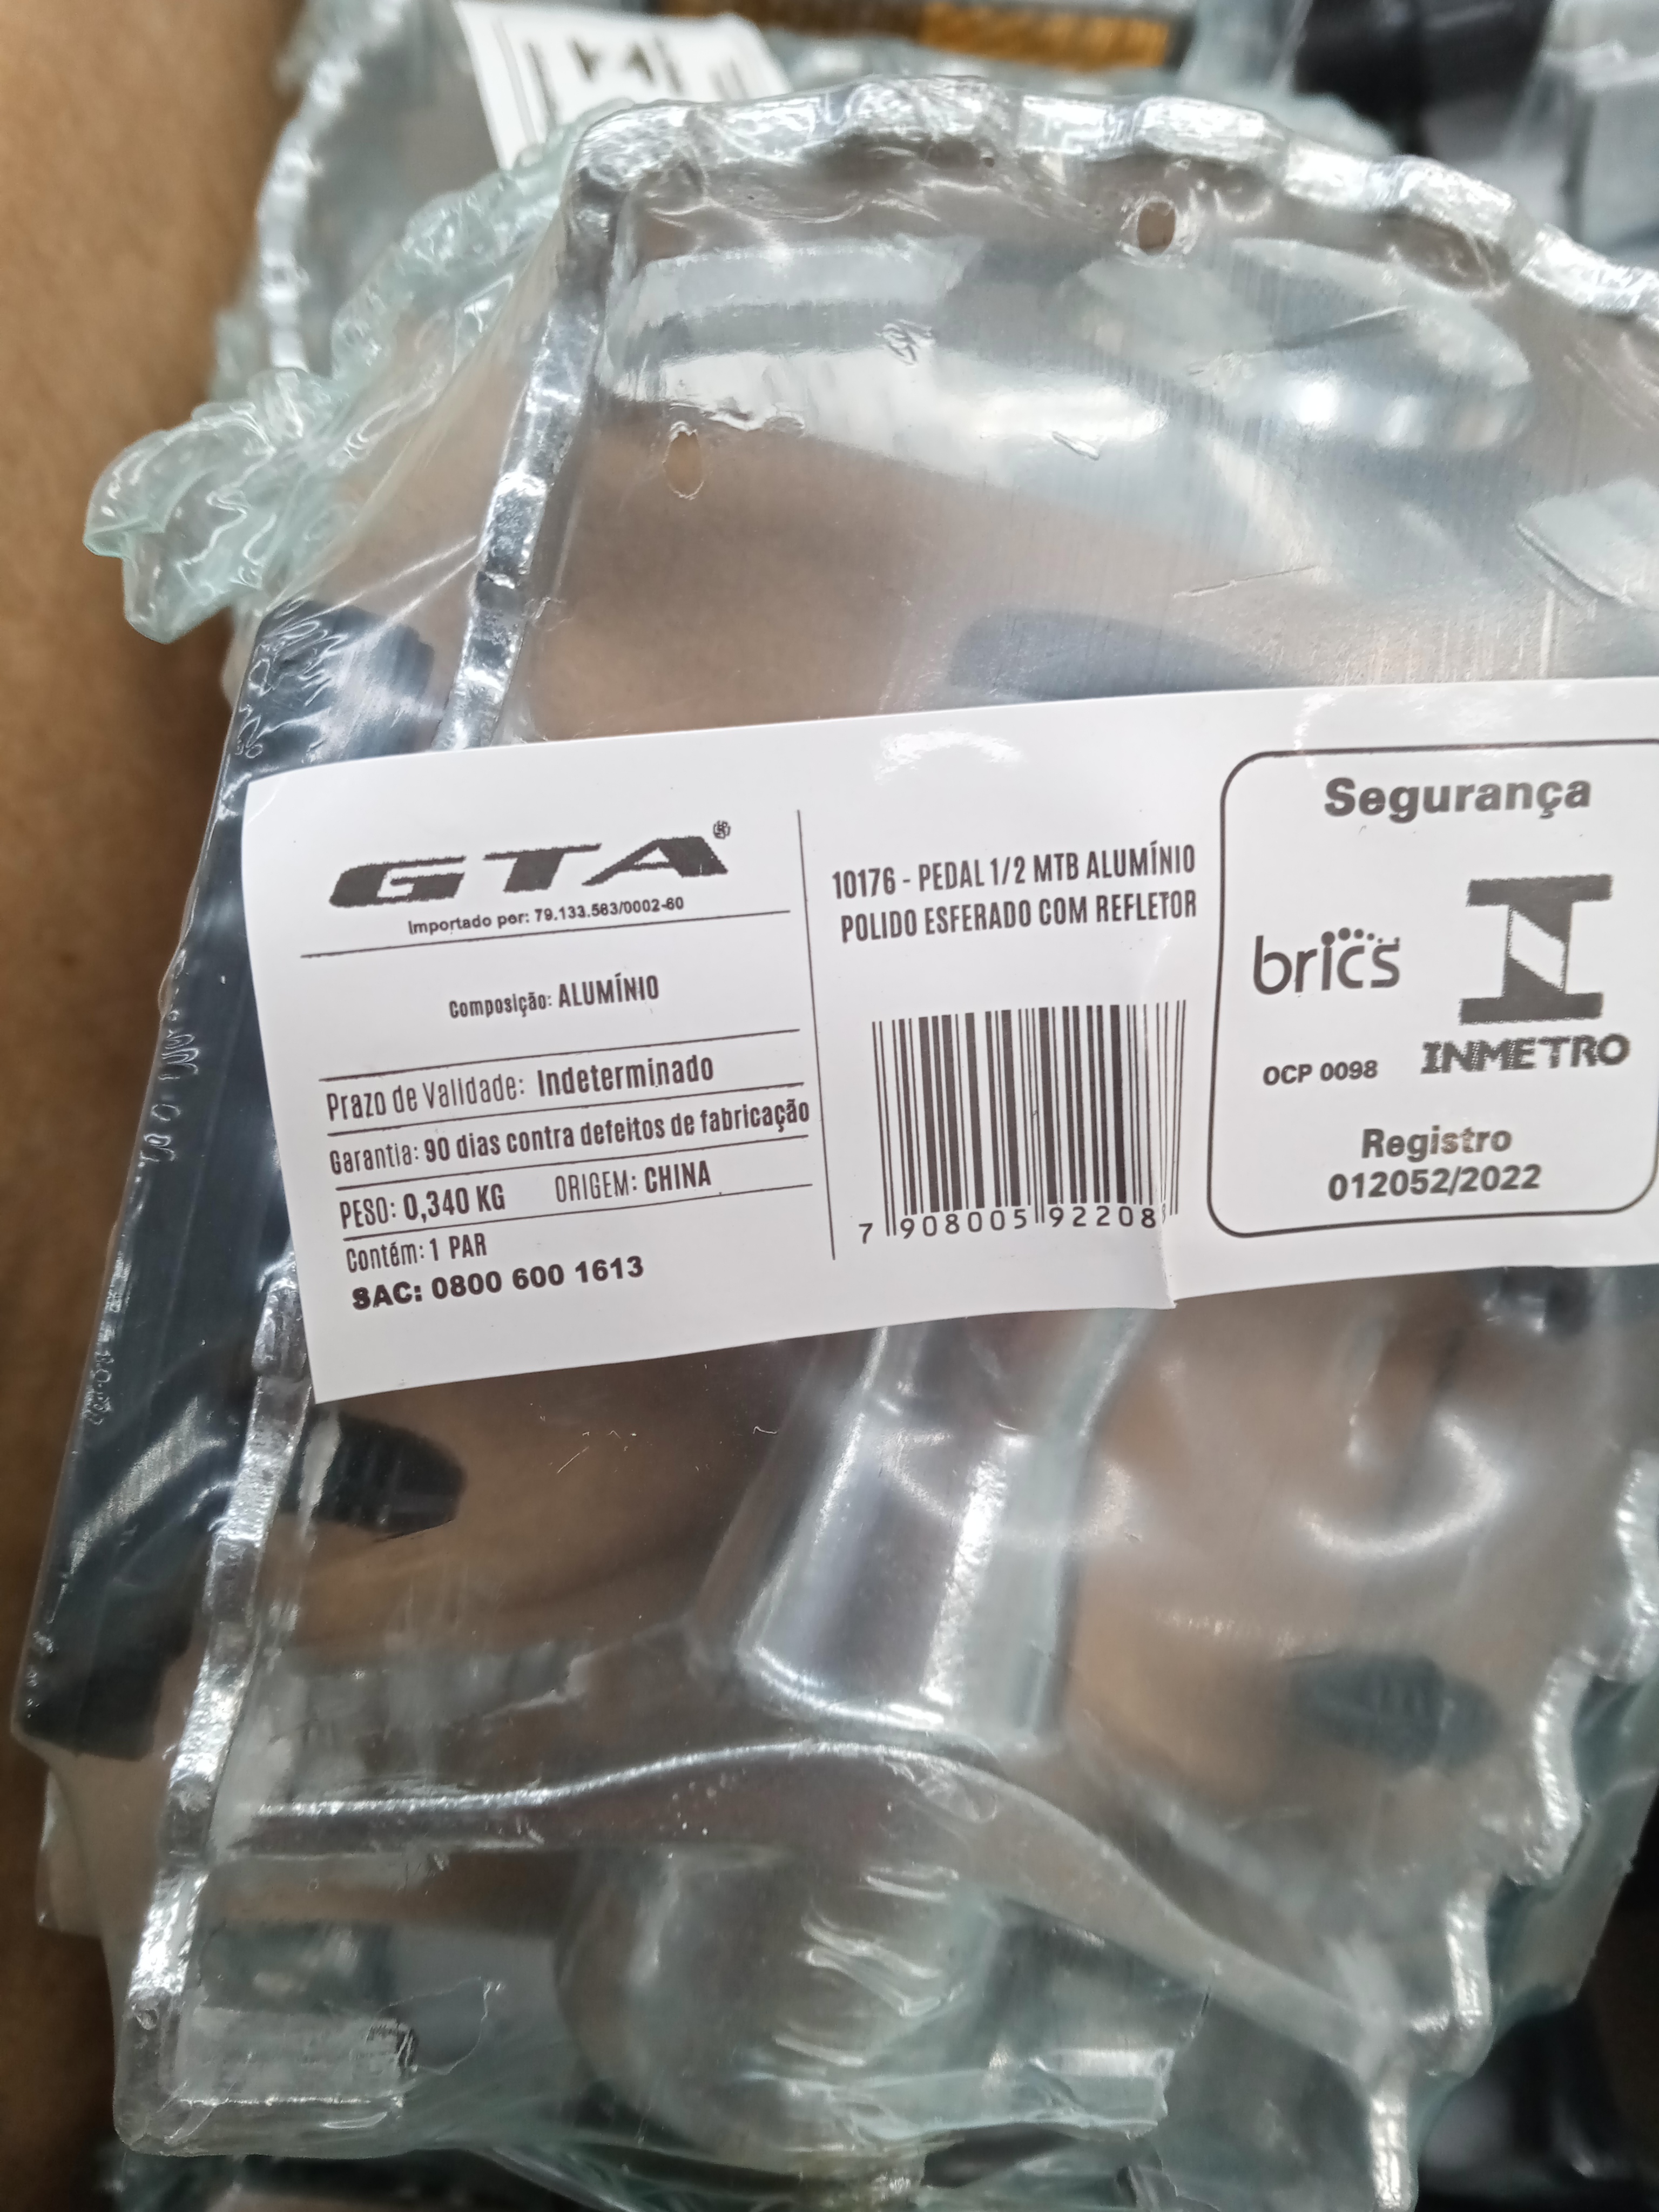 GTA®
Importado por: 79.133.563/0002-60
Composição: ALUMÍNIO
Prazo de Validade: Indeterminado
Garantia: 90 dias contra defeitos de fabricação
PESO: 0,340 KG ORIGEM: CHINA
Contém: 1 PAR
SAC: 0800 600 1613
10176 - PEDAL 1/2 MTB ALUMÍNIO
POLIDO ESFERADO COM REFLETOR
7 908005 92208
Segurança
brics
OCP 0098
INMETRO
Registro
012052/2022